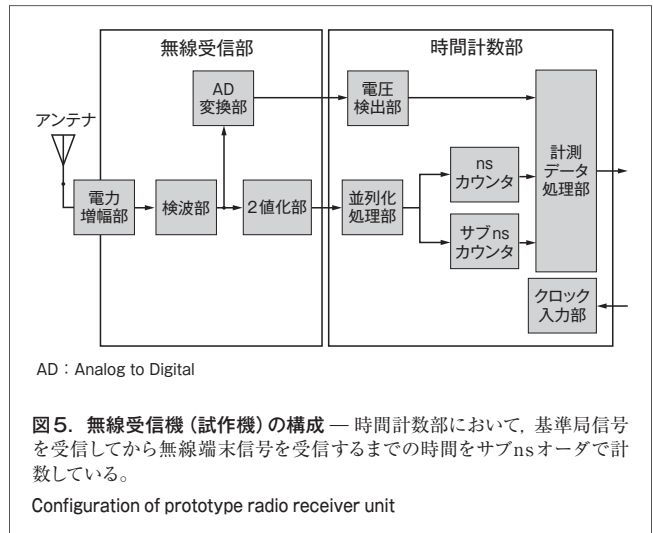 無線受信部
時間計数部
AD
変換部
電圧
検出部
アンテナ
電力
増幅部
検波部
2値化部
並列化
処理部
ns
カウンタ
サブns
カウンタ
計測
データ
処理部
クロック
入力部
AD：Analog to Digital
図5．無線受信機（試作機）の構成 — 時間計数部において，基準局信号
を受信してから無線端末信号を受信するまでの時間をサブnsオーダで計
数している。
Configuration of prototype radio receiver unit